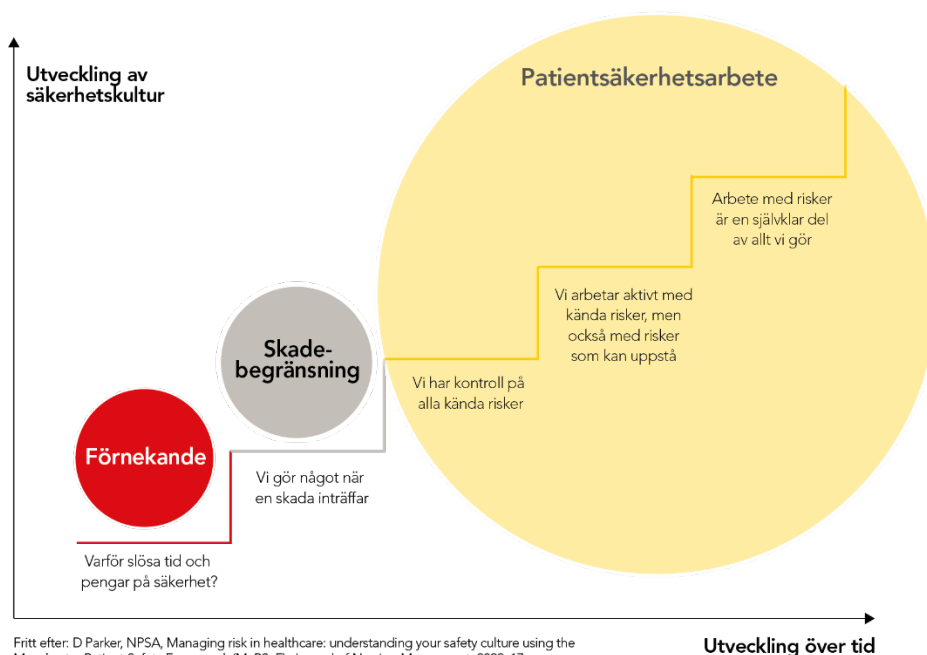 Utveckling av
säkerhetskultur
Patientsäkerhetsarbete
Arbete med risker
är en självklar del
av allt vi gör
Vi arbetar aktivt med
kända risker, men
också med risker
som kan uppstå
Skade-
begränsning
Vi har kontroll på
alla kända risker
Förnekande
Vi gör något när
en skada inträffar
Varför slösa tid och
pengar på säkerhet?
Utveckling över tid
Fritt efter: D Parker, NPSA, Managing risk in healthcare: understanding your safety culture using the